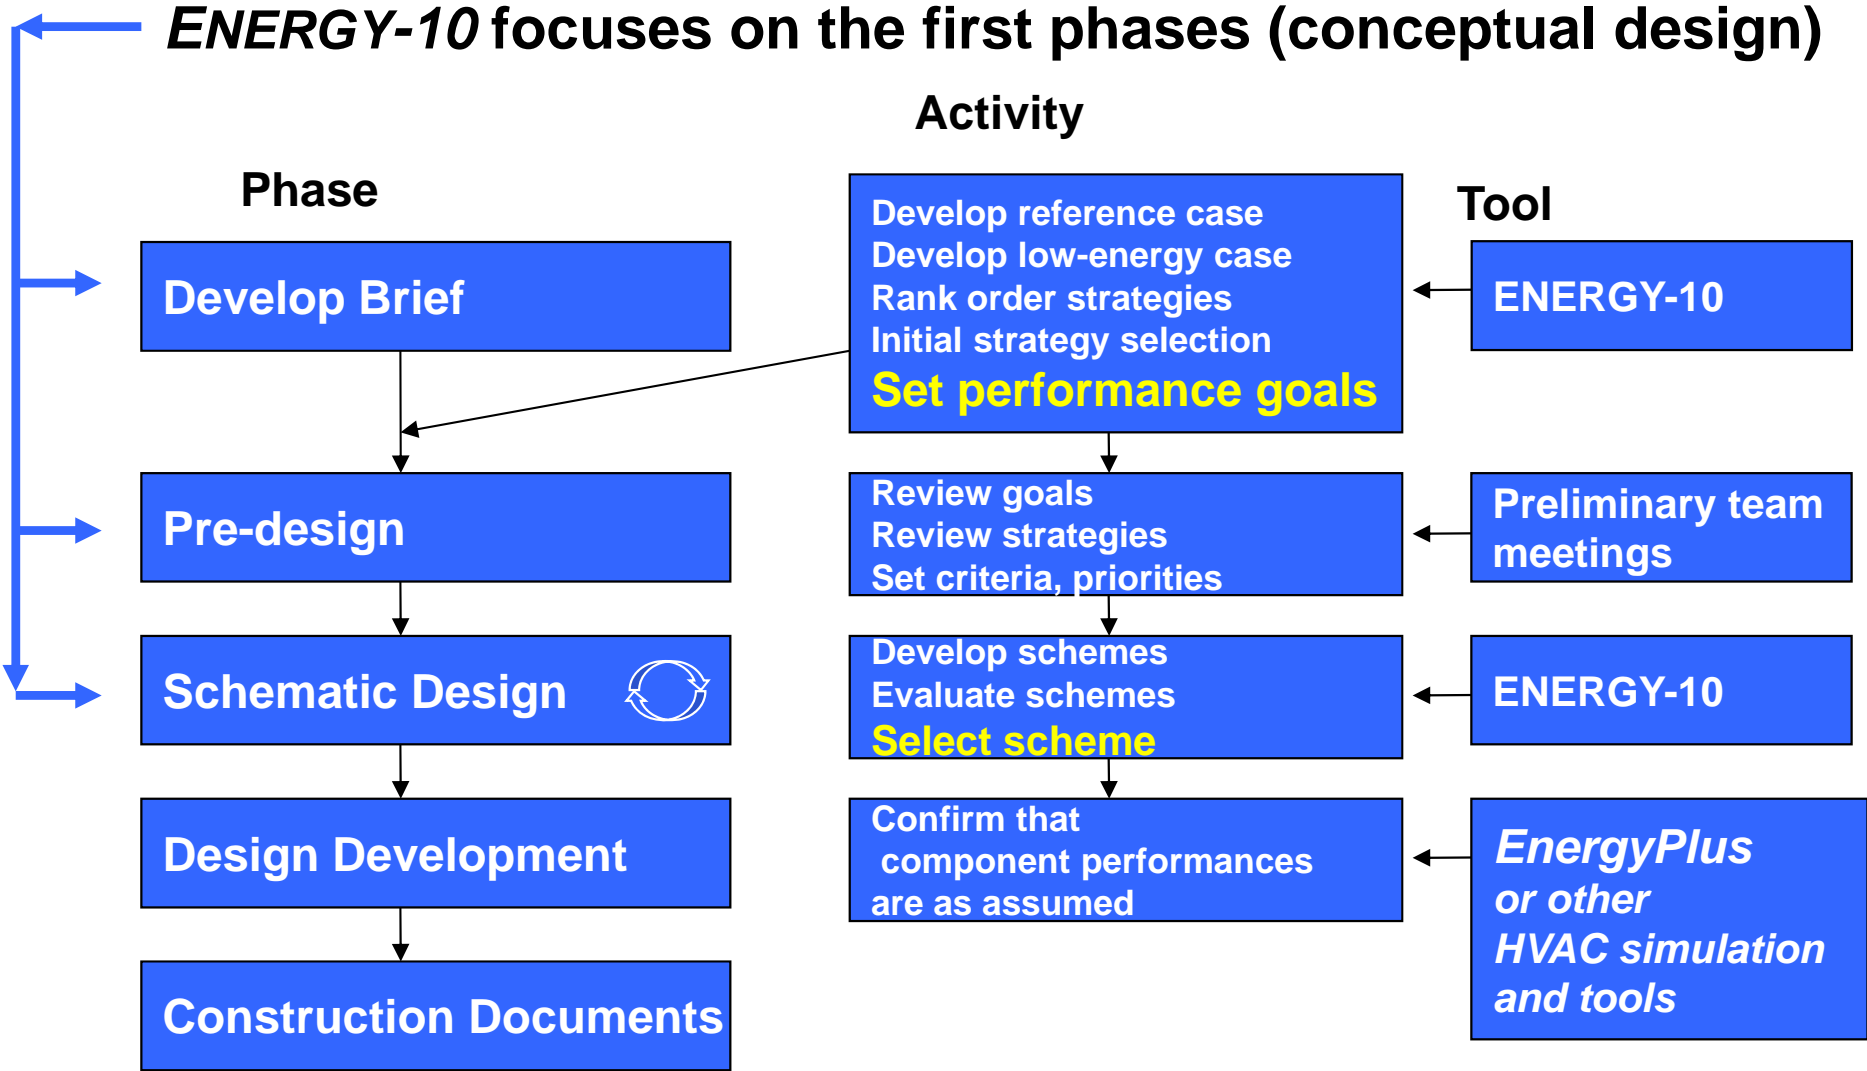 ENERGY-10 focuses on the first phases (conceptual design)
Activity
Phase
Tool
Develop Brief
Develop reference case
Develop low-energy case
Rank order strategies
Initial strategy selection
Set performance goals
ENERGY-10
Pre-design
Review goals
Review strategies
Set criteria, priorities
Preliminary team
meetings
Schematic Design
Develop schemes
Evaluate schemes
Select scheme
ENERGY-10
Design Development
Confirm that
component performances
are as assumed
EnergyPlus
or other
HVAC simulation
and tools
Construction Documents